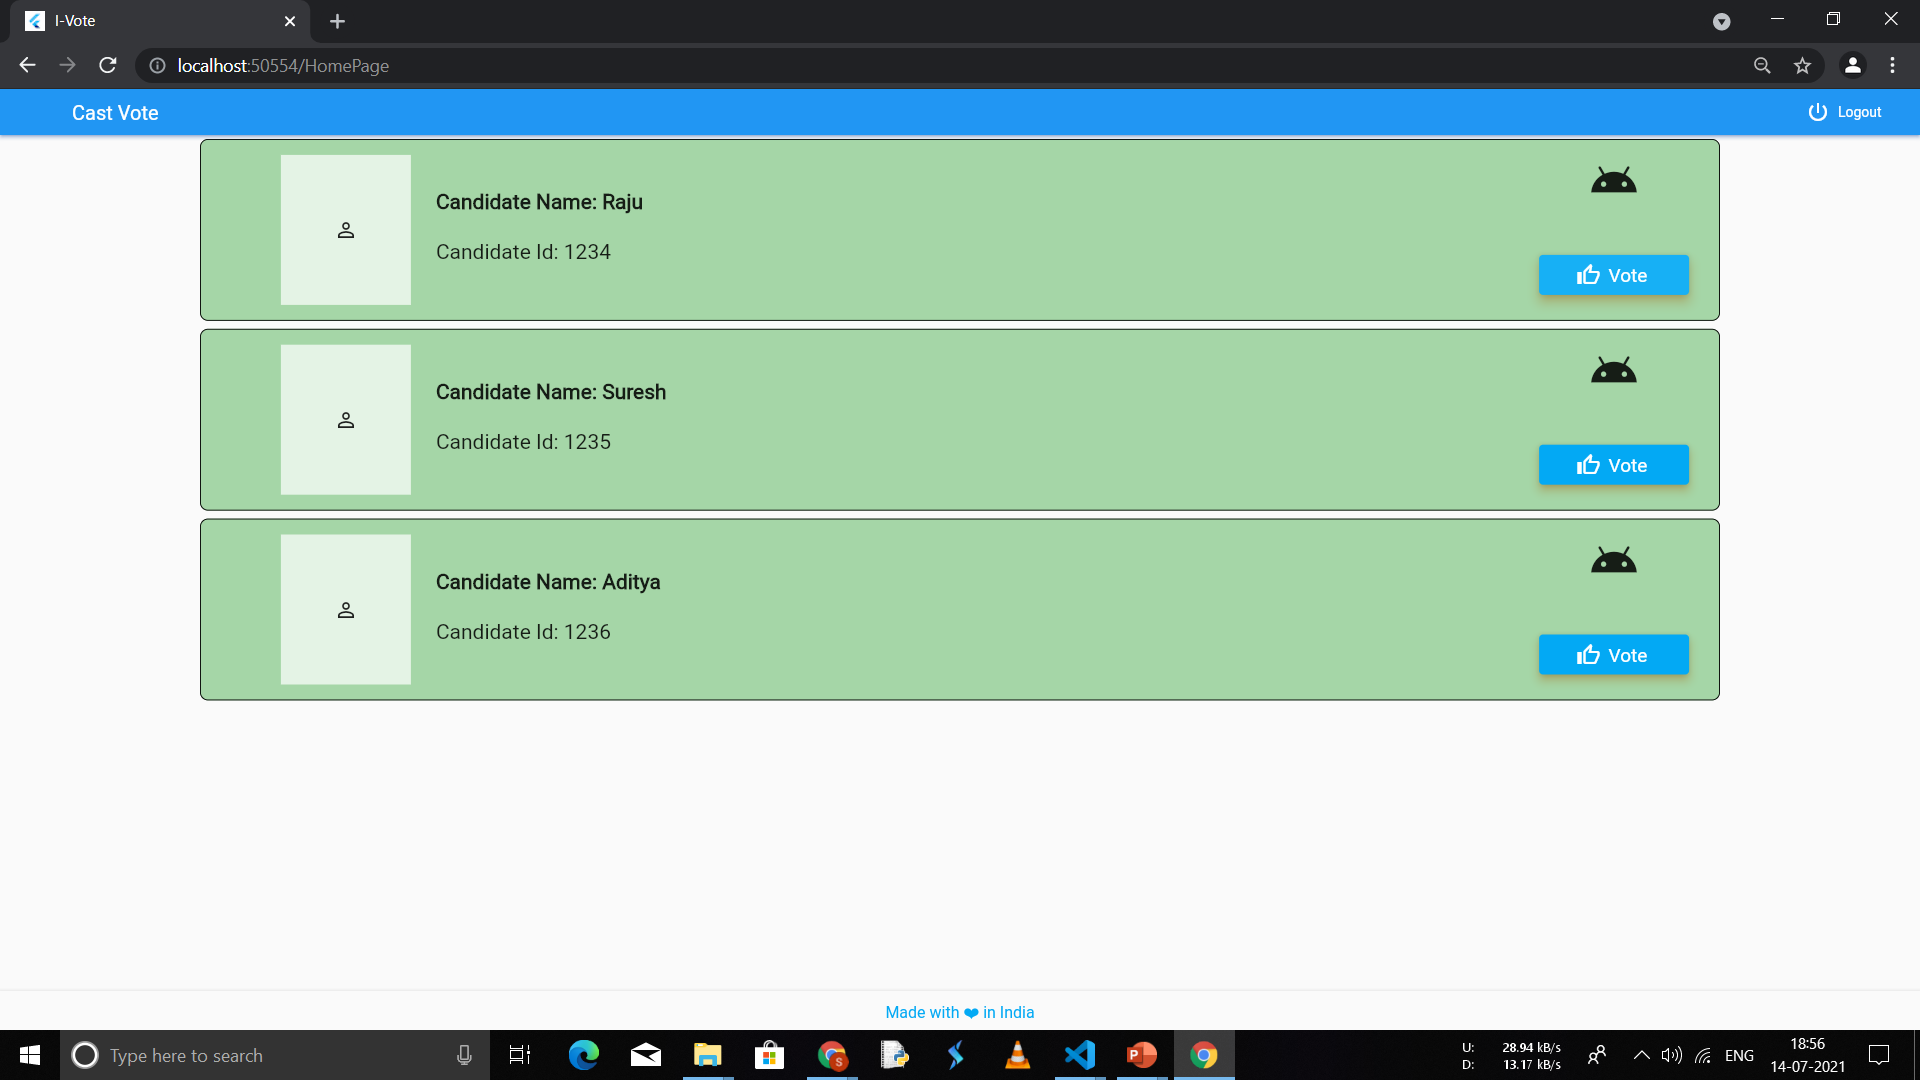 I-Vote
localhost:50554/HomePage
Cast Vote
Logout
Candidate Name: Raju
Candidate Id: 1234
Vote
Candidate Name: Suresh
Candidate Id: 1235
Vote
Candidate Name: Aditya
Candidate Id: 1236
Vote
Made with ❤ in India
Type here to search
S
P
U: 28.94 kB/s
D: 13.17 kB/s
ENG
18:56
14-07-2021